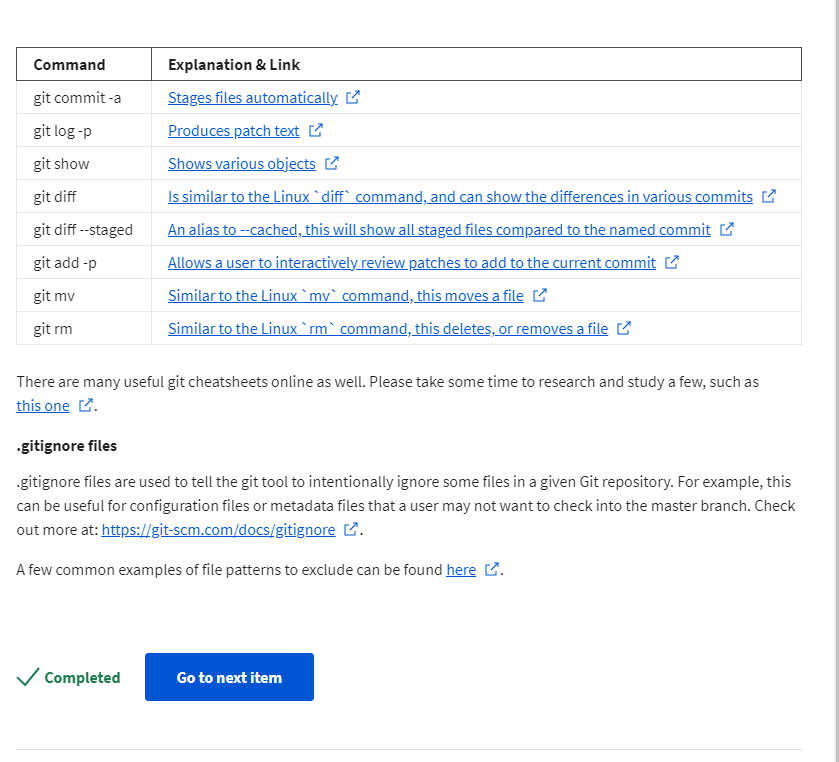 Command Explanation & Link
git commit -a Stages files automatically
git log -p Produces patch text
git show Shows various objects
git diff Is similar to the Linux `diff` command, and can show the differences in various commits
git diff --staged An alias to --cached, this will show all staged files compared to the named commit
git add -p Allows a user to interactively review patches to add to the current commit
git mv Similar to the Linux `mv` command, this moves a file
git rm Similar to the Linux `rm` command, this deletes, or removes a file
There are many useful git cheatsheets online as well. Please take some time to research and study a few, such as
this one.
.gitignore files
.gitignore files are used to tell the git tool to intentionally ignore some files in a given Git repository. For example, this
can be useful for configuration files or metadata files that a user may not want to check into the master branch. Check
out more at: https://git-scm.com/docs/gitignore.
A few common examples of file patterns to exclude can be found here.
Completed Go to next item